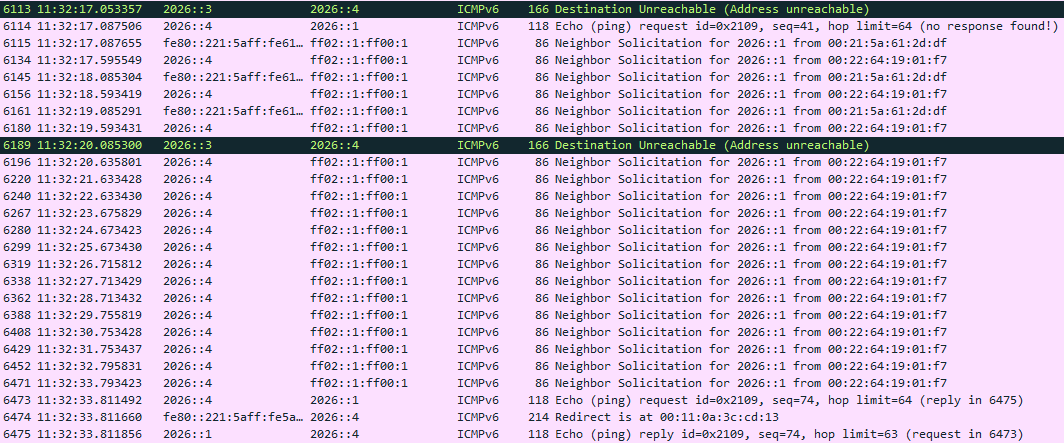 6113 11:32:17.053357 2026::3 2026::4 ICMPv6 166 Destination Unreachable (Address unreachable)
6114 11:32:17.087506 2026::4 2026::1 ICMPv6 118 Echo (ping) request id=0x2109, seq=41, hop limit=64 (no response found!)
6115 11:32:17.087655 fe80::221:5aff:fe61… ff02::1:ff00:1 ICMPv6 86 Neighbor Solicitation for 2026::1 from 00:21:5a:61:2d:df
6134 11:32:17.595549 2026::4 ff02::1:ff00:1 ICMPv6 86 Neighbor Solicitation for 2026::1 from 00:22:64:19:01:f7
6145 11:32:18.085304 fe80::221:5aff:fe61… ff02::1:ff00:1 ICMPv6 86 Neighbor Solicitation for 2026::1 from 00:21:5a:61:2d:df
6156 11:32:18.593419 2026::4 ff02::1:ff00:1 ICMPv6 86 Neighbor Solicitation for 2026::1 from 00:22:64:19:01:f7
6161 11:32:19.085291 fe80::221:5aff:fe61… ff02::1:ff00:1 ICMPv6 86 Neighbor Solicitation for 2026::1 from 00:21:5a:61:2d:df
6180 11:32:19.593431 2026::4 ff02::1:ff00:1 ICMPv6 86 Neighbor Solicitation for 2026::1 from 00:22:64:19:01:f7
6189 11:32:20.085300 2026::3 2026::4 ICMPv6 166 Destination Unreachable (Address unreachable)
6196 11:32:20.635801 2026::4 ff02::1:ff00:1 ICMPv6 86 Neighbor Solicitation for 2026::1 from 00:22:64:19:01:f7
6220 11:32:21.633428 2026::4 ff02::1:ff00:1 ICMPv6 86 Neighbor Solicitation for 2026::1 from 00:22:64:19:01:f7
6240 11:32:22.633430 2026::4 ff02::1:ff00:1 ICMPv6 86 Neighbor Solicitation for 2026::1 from 00:22:64:19:01:f7
6267 11:32:23.675829 2026::4 ff02::1:ff00:1 ICMPv6 86 Neighbor Solicitation for 2026::1 from 00:22:64:19:01:f7
6280 11:32:24.673423 2026::4 ff02::1:ff00:1 ICMPv6 86 Neighbor Solicitation for 2026::1 from 00:22:64:19:01:f7
6299 11:32:25.673430 2026::4 ff02::1:ff00:1 ICMPv6 86 Neighbor Solicitation for 2026::1 from 00:22:64:19:01:f7
6319 11:32:26.715812 2026::4 ff02::1:ff00:1 ICMPv6 86 Neighbor Solicitation for 2026::1 from 00:22:64:19:01:f7
6338 11:32:27.713429 2026::4 ff02::1:ff00:1 ICMPv6 86 Neighbor Solicitation for 2026::1 from 00:22:64:19:01:f7
6362 11:32:28.713432 2026::4 ff02::1:ff00:1 ICMPv6 86 Neighbor Solicitation for 2026::1 from 00:22:64:19:01:f7
6388 11:32:29.755819 2026::4 ff02::1:ff00:1 ICMPv6 86 Neighbor Solicitation for 2026::1 from 00:22:64:19:01:f7
6408 11:32:30.753428 2026::4 ff02::1:ff00:1 ICMPv6 86 Neighbor Solicitation for 2026::1 from 00:22:64:19:01:f7
6429 11:32:31.753437 2026::4 ff02::1:ff00:1 ICMPv6 86 Neighbor Solicitation for 2026::1 from 00:22:64:19:01:f7
6452 11:32:32.795831 2026::4 ff02::1:ff00:1 ICMPv6 86 Neighbor Solicitation for 2026::1 from 00:22:64:19:01:f7
6471 11:32:33.793423 2026::4 ff02::1:ff00:1 ICMPv6 86 Neighbor Solicitation for 2026::1 from 00:22:64:19:01:f7
6473 11:32:33.811492 2026::4 2026::1 ICMPv6 118 Echo (ping) request id=0x2109, seq=74, hop limit=64 (reply in 6475)
6474 11:32:33.811660 fe80::221:5aff:fe5a… 2026::4 ICMPv6 214 Redirect is at 00:11:0a:3c:cd:13
6475 11:32:33.811856 2026::1 2026::4 ICMPv6 118 Echo (ping) reply id=0x2109, seq=74, hop limit=63 (request in 6473)